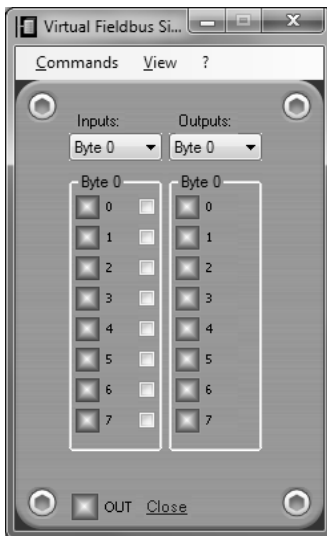 Virtual Fieldbus Si...
Commands View ?
Inputs: Outputs:
Byte 0 Byte 0
Byte 0 Byte 0
0 0
1 1
2 2
3 3
4 4
5 5
6 6
7 7
OUT Close